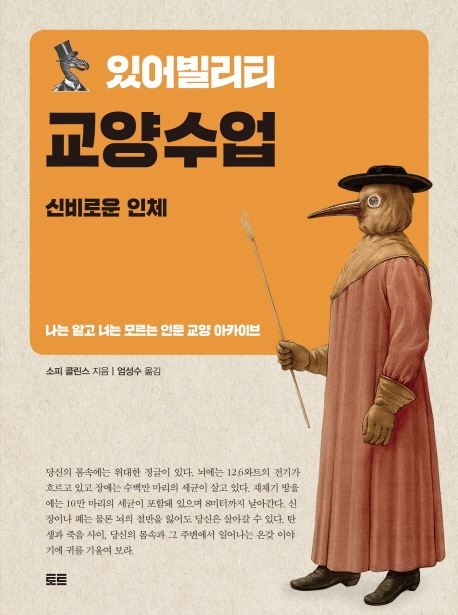 있어빌리티
교양수업
신비로운 인체
나는 알고 너는 모르는 인문 교양 아카이브
소피 콜린스 지음 | 엄성수 옮김
당신의 몸속에는 위대한 정글이 있다. 뇌에는 12.6와트의 전기가
흐르고 있고 장에는 수백만 마리의 세균이 살고 있다. 재채기 방울
에는 10만 마리의 세균이 포함돼 있으며 8미터까지 날아간다. 신
장이나 폐는 물론 뇌의 절반을 잃어도 당신은 살아갈 수 있다. 탄
생과 죽음 사이, 당신의 몸속과 그 주변에서 일어나는 온갖 이야
기에 귀를 기울여 보라.
토트